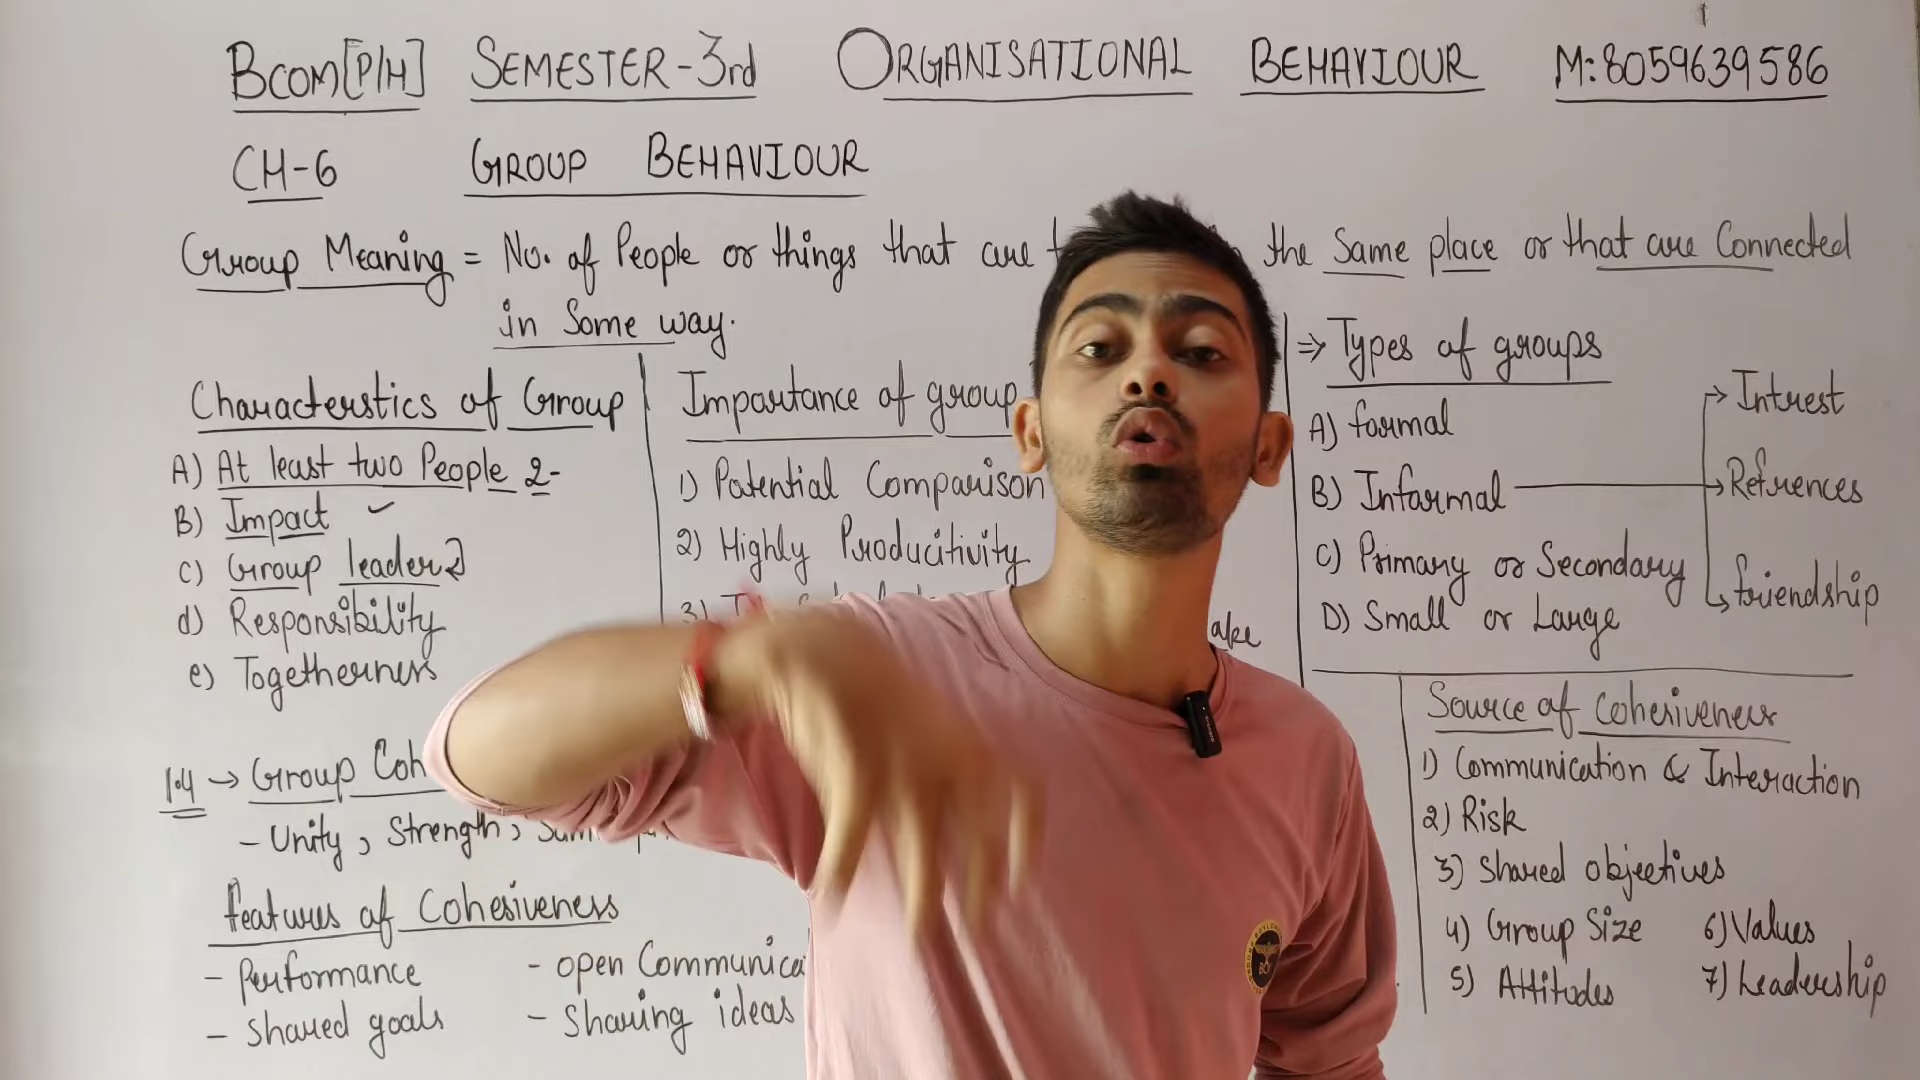 BCOM[P/H] SEMESTER-3rd ORGANISATIONAL BEHAVIOUR M:8059639586
CH-6 GROUP BEHAVIOUR
Group Meaning = No. of People or things that are the Same place or that are Connected
in Some way.
Characterstics of Group
A) At least two People 2-
B) Impact ✓
c) Group leader
d) Responsibility
e) Togetherness
Importance of group
1) Potential Comparison
2) Highly Producitivity
3)
⇒ Types of groups
A) formal
B) Informal
→ Intrest
→ Refrences
→ friendship
C) Primary or Secondary
D) Small or Large
1.4 → Group Coh
- Unity, Strength,
features of Cohesiveness
- Performance
- Shared goals
- open Communica
- Sharing ideas
Source of Cohesiveness
1) Communication & Interaction
2) Risk
3) Shared objectives
4) Group Size
5) Attitudes
6) Values
7) Leadership